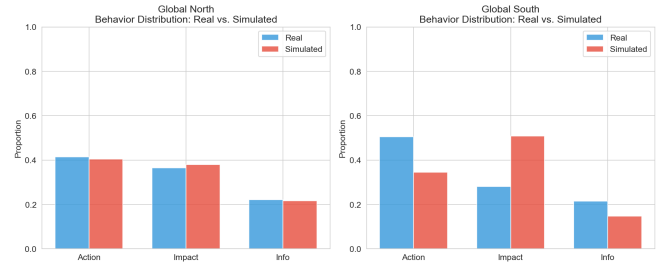 Global North
Behavior Distribution: Real vs. Simulated
Proportion
1.0
0.8
0.6
0.4
0.2
0.0
Real
Simulated
Action
Impact
Info
Global South
Behavior Distribution: Real vs. Simulated
Proportion
1.0
0.8
0.6
0.4
0.2
0.0
Real
Simulated
Action
Impact
Info